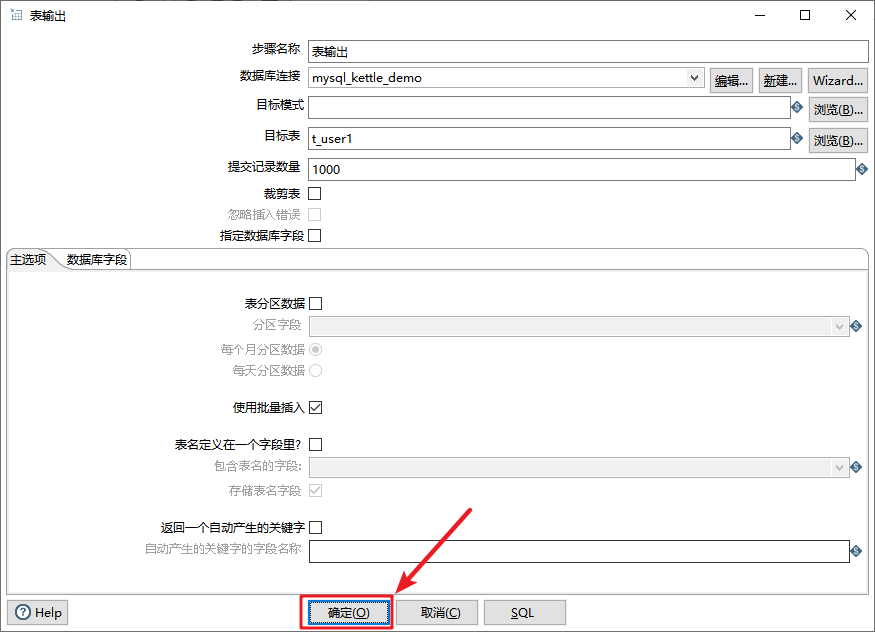 表输出
步骤名称 表输出
数据库连接 mysql_kettle_demo 编辑... 新建... Wizard...
目标模式 浏览(B)...
目标表 t_user1 浏览(B)...
提交记录数量 1000
裁剪表
忽略插入错误
指定数据库字段
主选项 数据库字段
表分区数据
分区字段
每个月分区数据
每天分区数据
使用批量插入
表名定义在一个字段里?
包含表名的字段:
存储表名字段
返回一个自动产生的关键字
自动产生的关键字的字段名称
Help 确定(O) 取消(C) SQL